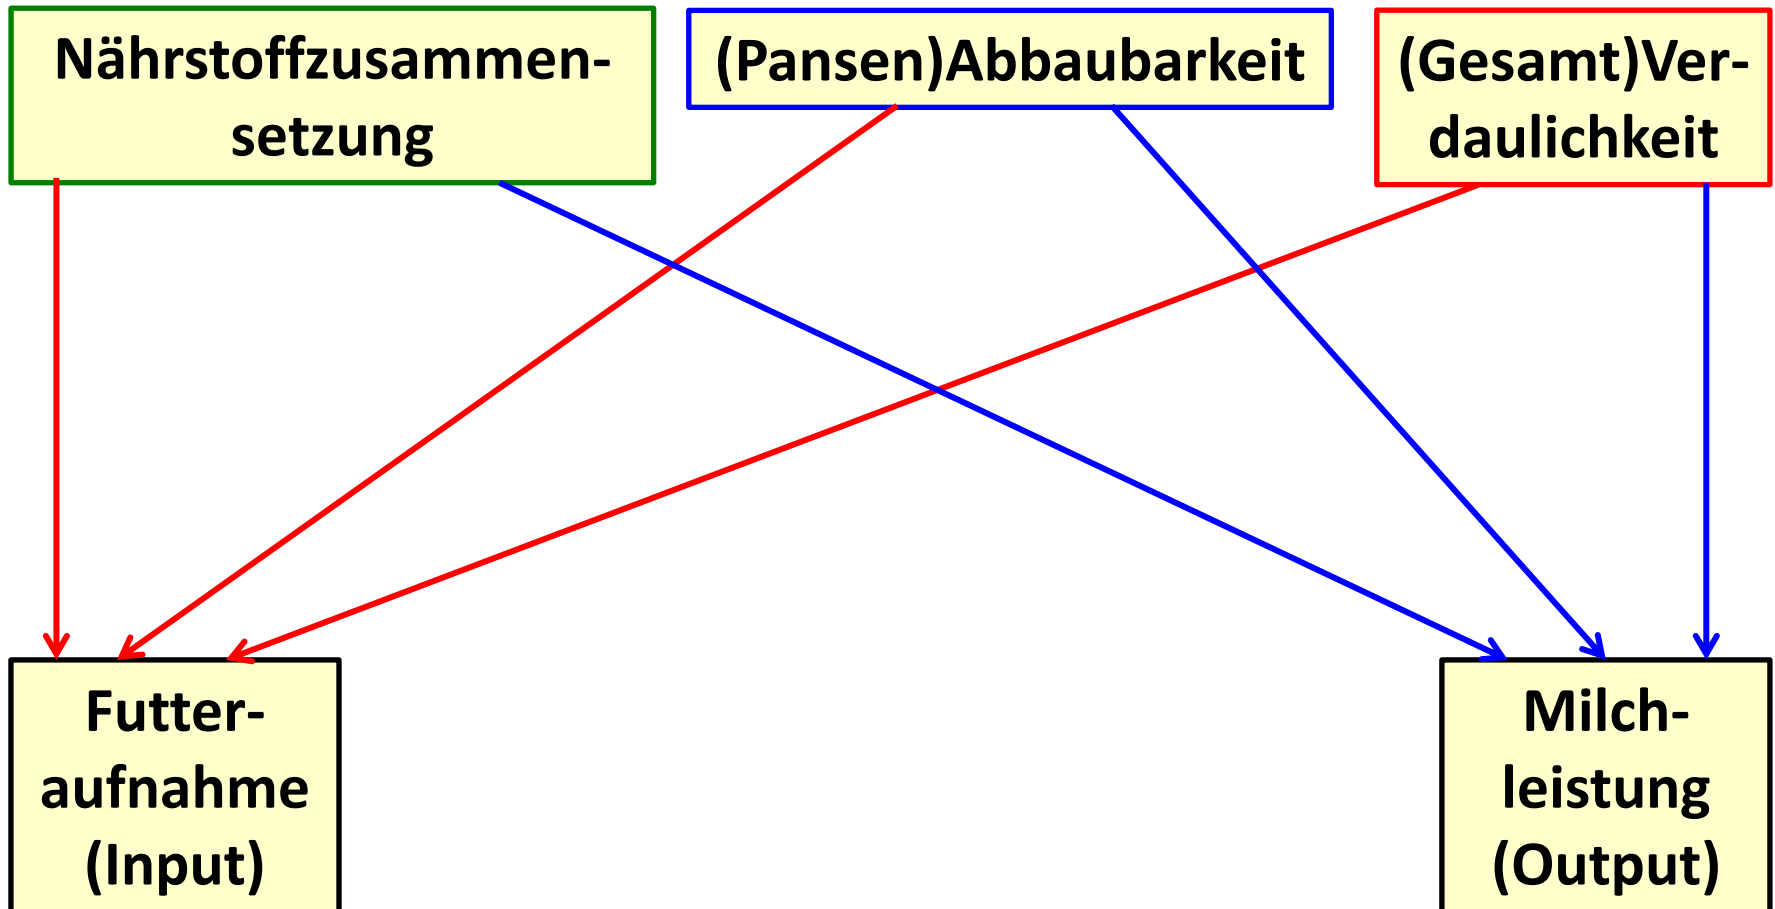 Nährstoffzusammen-
setzung
(Pansen)Abbaubarkeit
(Gesamt)Ver-
daulichkeit
Futter-
aufnahme
(Input)
Milch-
leistung
(Output)